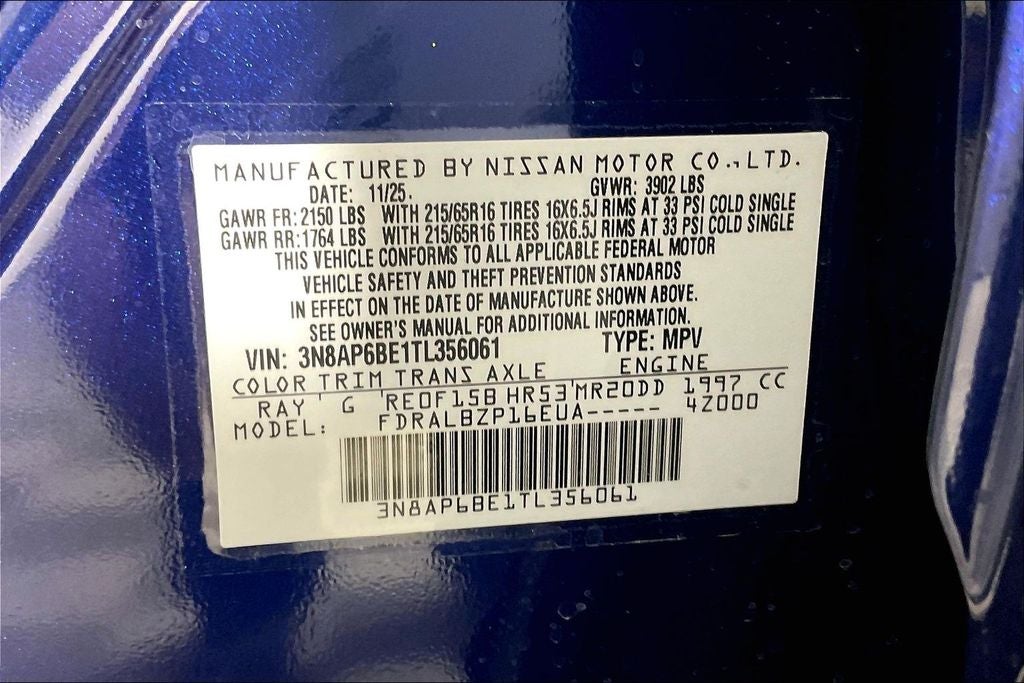 MANUFACTURED BY NISSAN MOTOR CO., LTD.
DATE: 11/25. GVWR: 3902 LBS
GAWR FR: 2150 LBS WITH 215/65R16 TIRES 16X6.5J RIMS AT 33 PSI COLD SINGLE
GAWR RR: 1764 LBS WITH 215/65R16 TIRES 16X6.5J RIMS AT 33 PSI COLD SINGLE
THIS VEHICLE CONFORMS TO ALL APPLICABLE FEDERAL MOTOR
VEHICLE SAFETY AND THEFT PREVENTION STANDARDS
IN EFFECT ON THE DATE OF MANUFACTURE SHOWN ABOVE.
SEE OWNER'S MANUAL FOR ADDITIONAL INFORMATION.
VIN: 3N8AP6BE1TL356061 TYPE: MPV
COLOR TRIM TRANS AXLE ENGINE
RAY ' G 'RE0F15B HR53'MR20DD 1997 CC
MODEL: FDRALBZP16EUA----- 4Z000
3N8AP6BE1TL356061